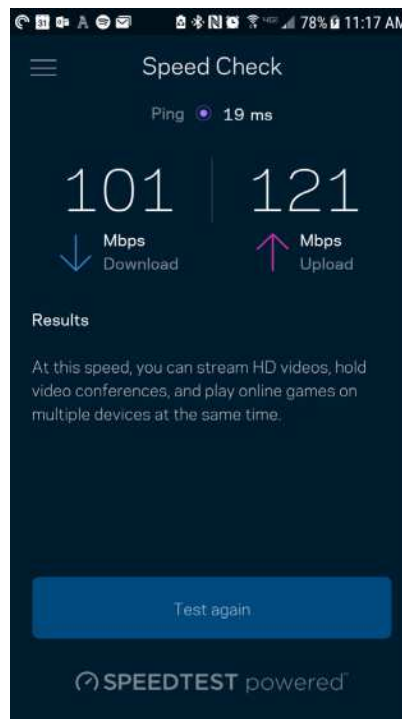 31 78% 11:17 AM
Speed Check
Ping 19 ms
101 121
Mbps Mbps
Download Upload
Results
At this speed, you can stream HD videos, hold
video conferences, and play online games on
multiple devices at the same time.
Test again
SPEEDTEST powered